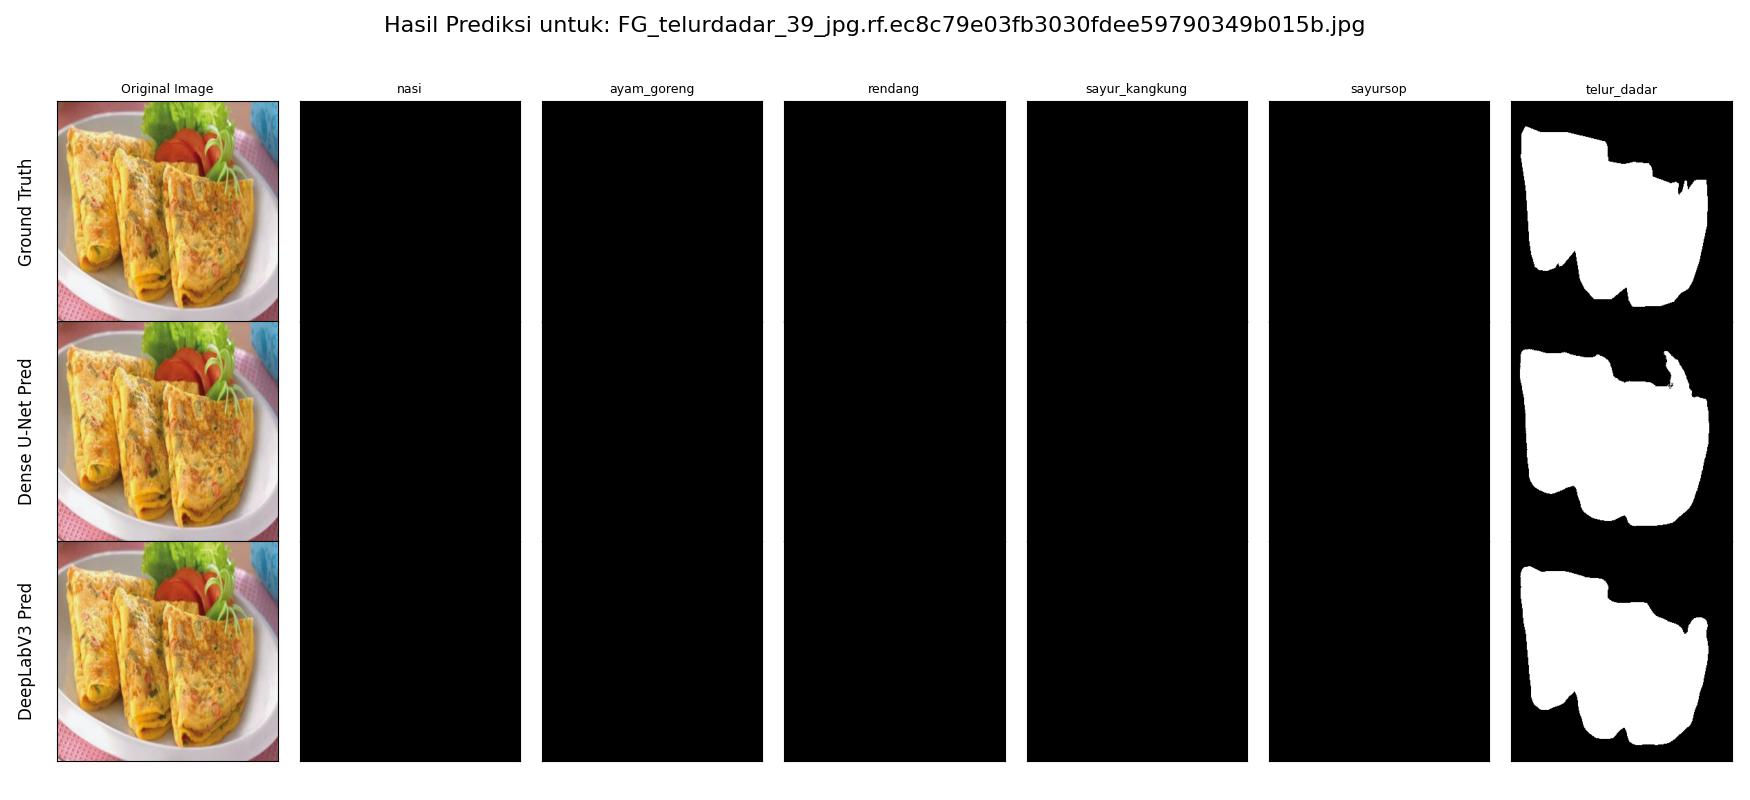 Hasil Prediksi untuk: FG_telurdadar_39_jpg.rf.ec8c79e03fb3030fdee59790349b015b.jpg
Original Image
nasi
ayam_goreng
rendang
sayur_kangkung
sayursop
telur_dadar
Ground Truth
Dense U-Net Pred
DeepLabV3 Pred